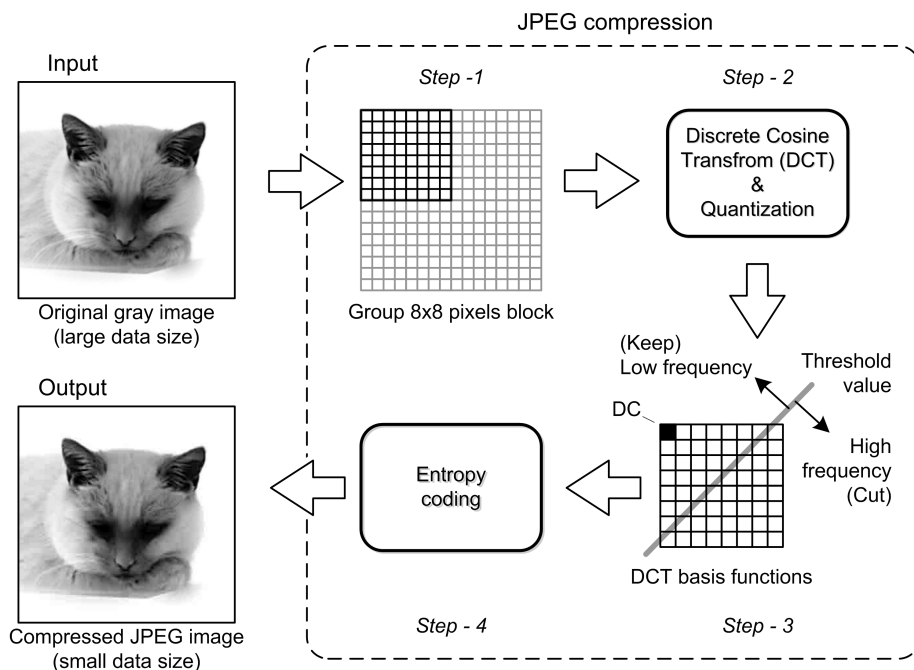 JPEG compression
Input
Step -1
Step - 2
Discrete Cosine
Transfrom (DCT)
&
Quantization
Original gray image
(large data size)
Group 8x8 pixels block
(Keep)
Low frequency
Threshold
value
DC
High
frequency
(Cut)
DCT basis functions
Output
Entropy
coding
Compressed JPEG image
(small data size)
Step - 4
Step - 3